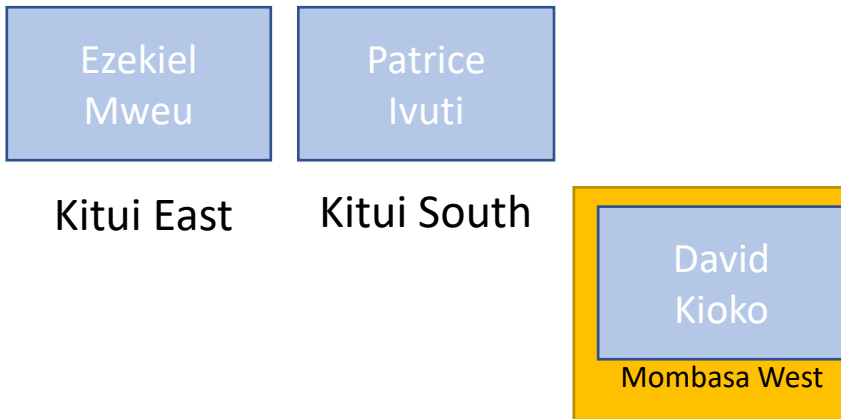 Ezekiel
Mweu
Patrice
Ivuti
Kitui East
Kitui South
David
Kioko
Mombasa West